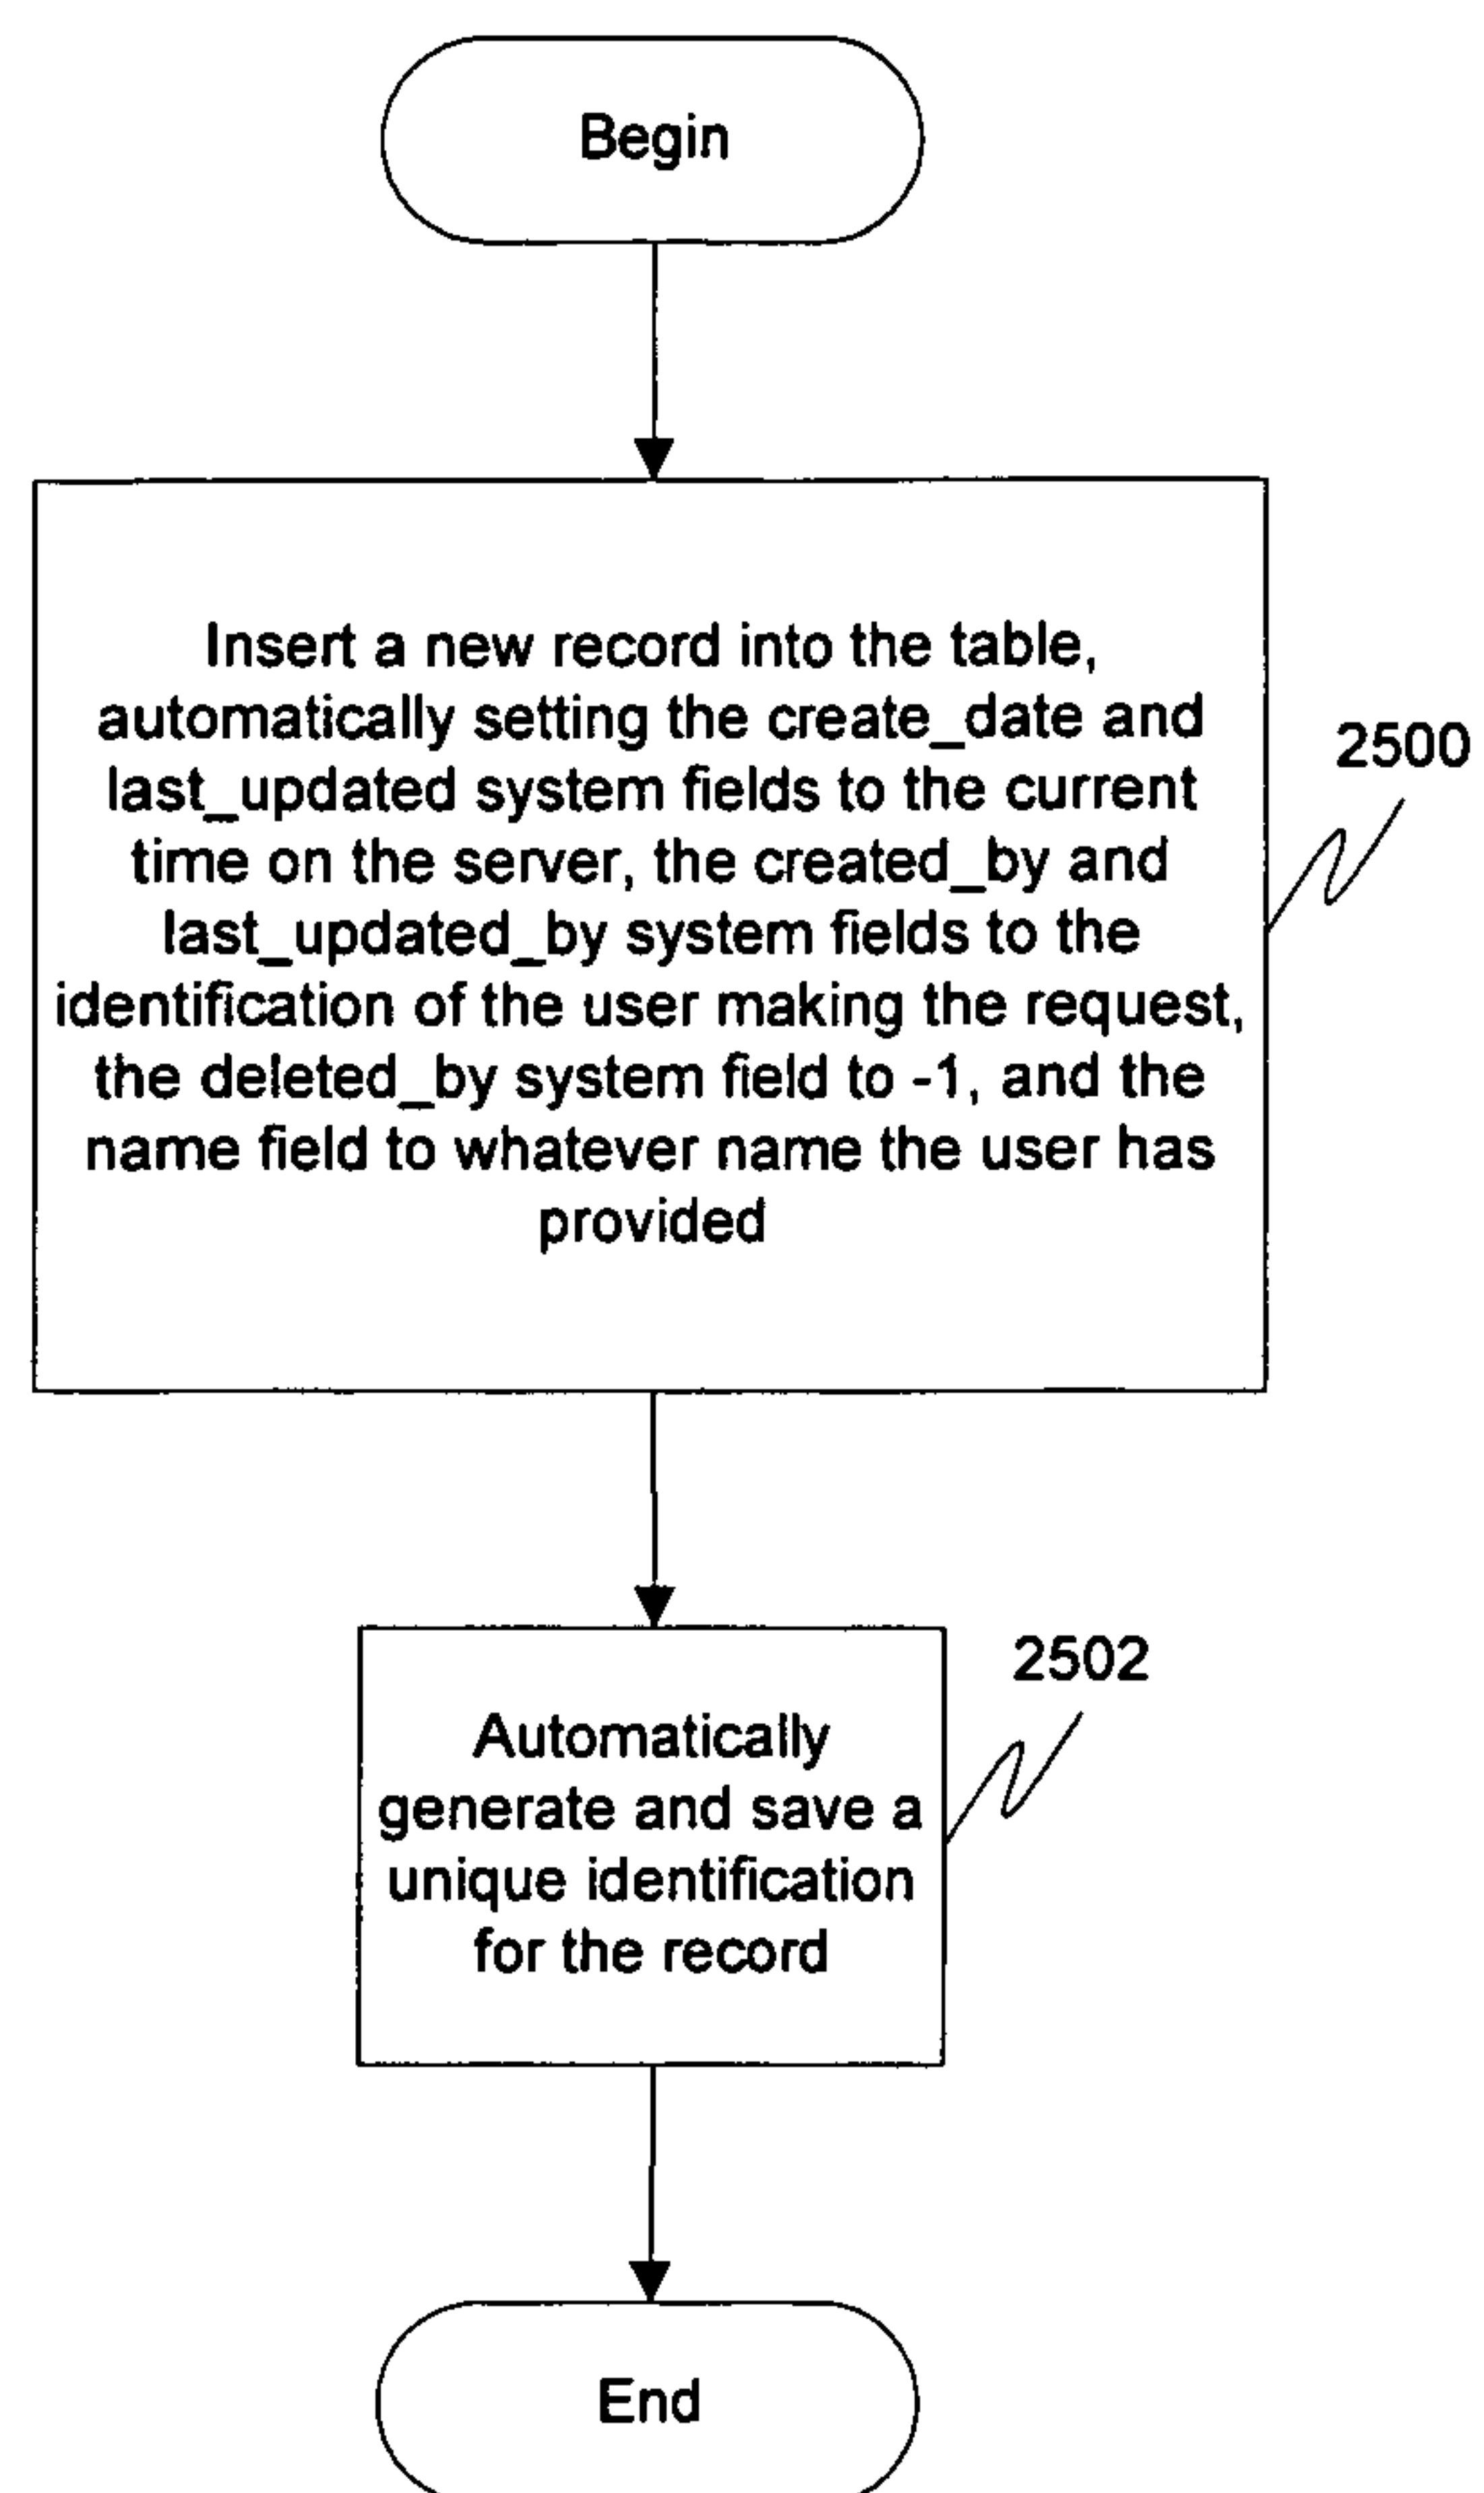 Begin
Insert a new record into the table,
automatically setting the create_date and
last_updated system fields to the current
time on the server, the created_by and
last_updated_by system fields to the
identification of the user making the request,
the deleted_by system field to -1, and the
name field to whatever name the user has
provided
2500
2502
Automatically
generate and save a
unique identification
for the record
End